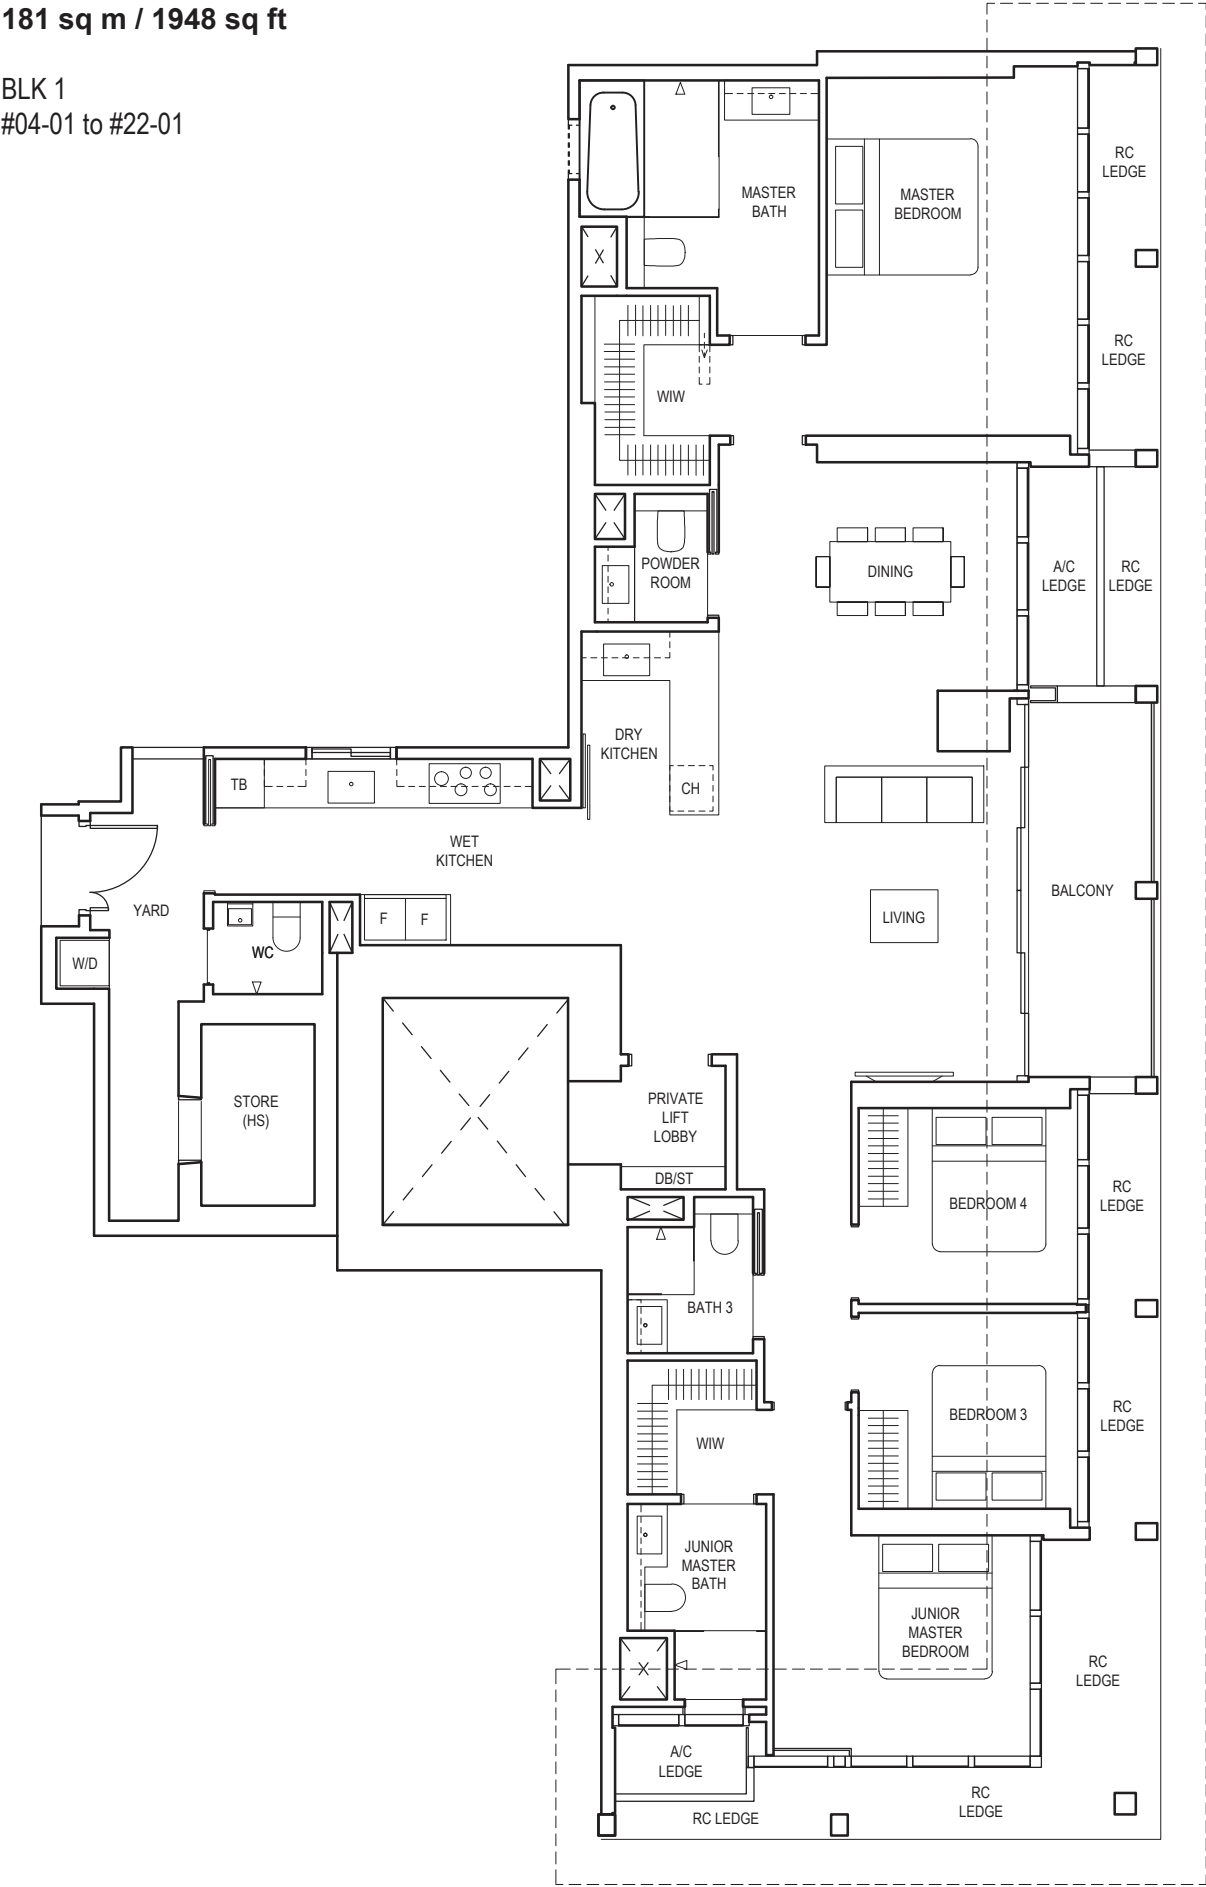 181 sq m / 1948 sq ft
BLK 1
#04-01 to #22-01
MASTER
BATH
MASTER
BEDROOM
RC
LEDGE
RC
LEDGE
WIW
POWDER
ROOM
DINING
A/C
LEDGE
RC
LEDGE
DRY
KITCHEN
CH
TB
WET
KITCHEN
YARD
F F
W/D
WC
LIVING
BALCONY
STORE
(HS)
PRIVATE
LIFT
LOBBY
DB/ST
BEDROOM 4
RC
LEDGE
BATH 3
BEDROOM 3
RC
LEDGE
WIW
JUNIOR
MASTER
BATH
JUNIOR
MASTER
BEDROOM
RC
LEDGE
A/C
LEDGE
RC LEDGE
RC
LEDGE